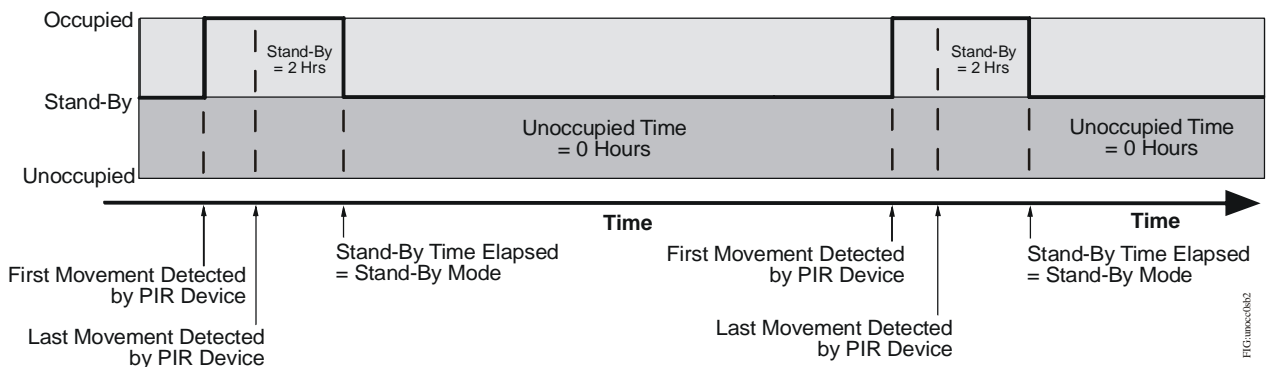 Occupied
Stand-By
= 2 Hrs
Stand-By
= 2 Hrs
Stand-By
Unoccupied Time
= 0 Hours
Unoccupied Time
= 0 Hours
Unoccupied
Time
Time
First Movement Detected
by PIR Device
Stand-By Time Elapsed
= Stand-By Mode
First Movement Detected
by PIR Device
Stand-By Time Elapsed
= Stand-By Mode
Last Movement Detected
by PIR Device
Last Movement Detected
by PIR Device
FIG:unocc0sb2